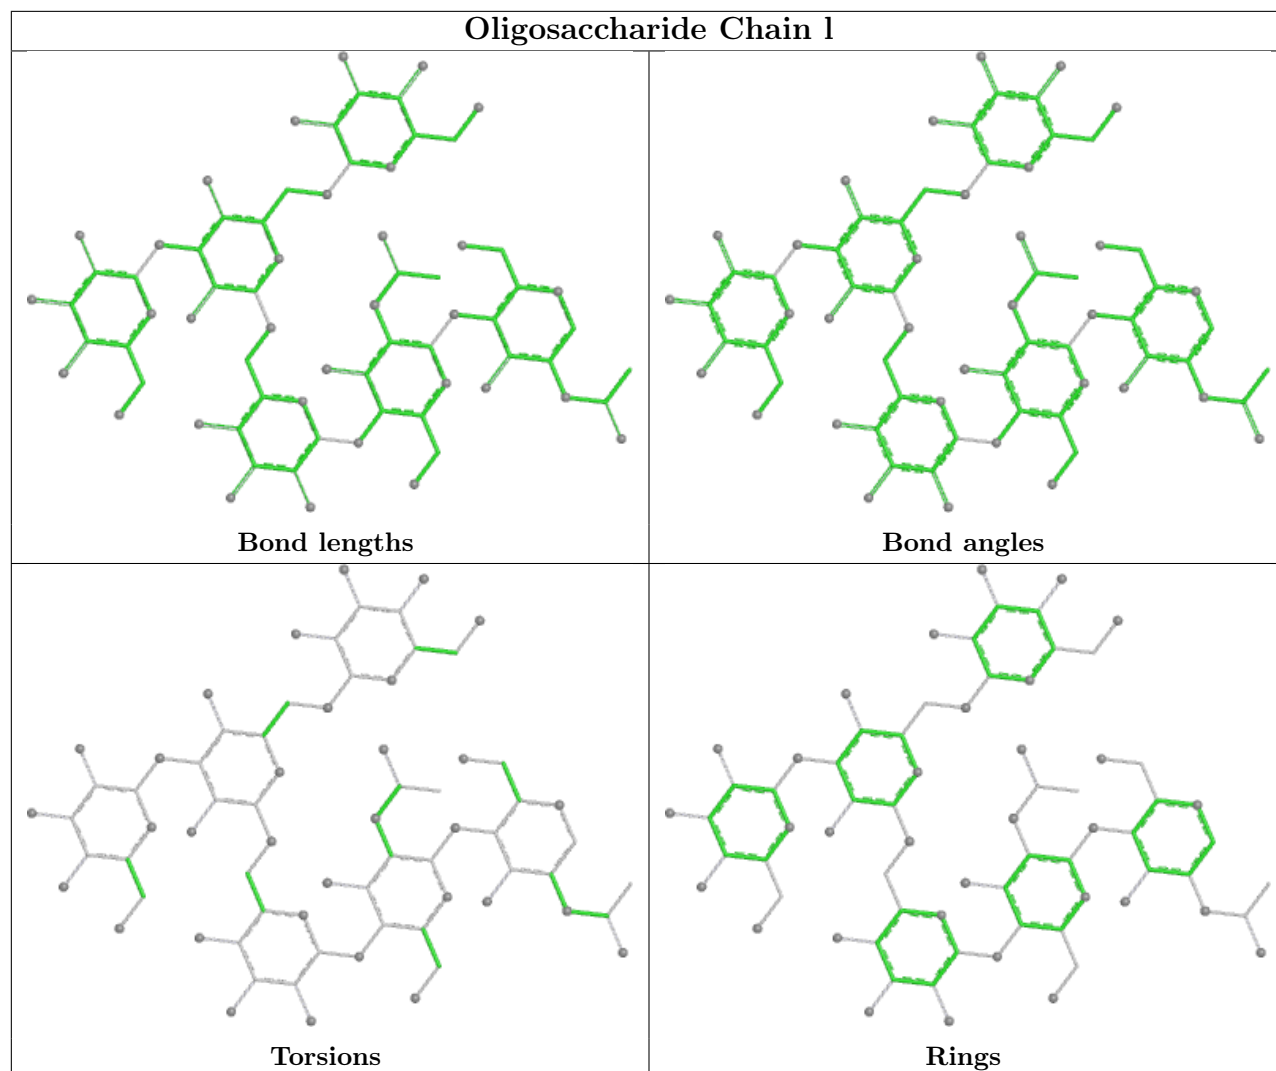 Oligosaccharide Chain l
Bond lengths
Bond angles
Torsions
Rings